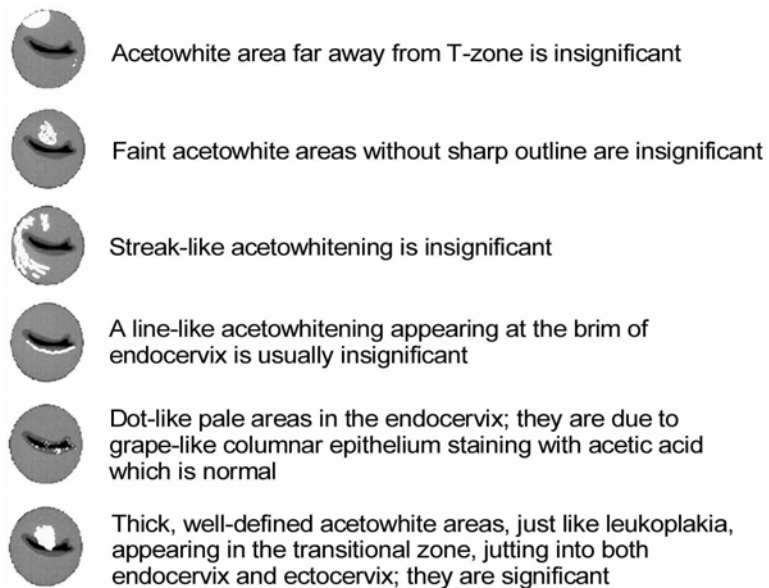 Acetowhite area far away from T-zone is insignificant
Faint acetowhite areas without sharp outline are insignificant
Streak-like acetowhitening is insignificant
A line-like acetowhitening appearing at the brim of
endocervix is usually insignificant
Dot-like pale areas in the endocervix; they are due to
grape-like columnar epithelium staining with acetic acid
which is normal
Thick, well-defined acetowhite areas, just like leukoplakia,
appearing in the transitional zone, jutting into both
endocervix and ectocervix; they are significant